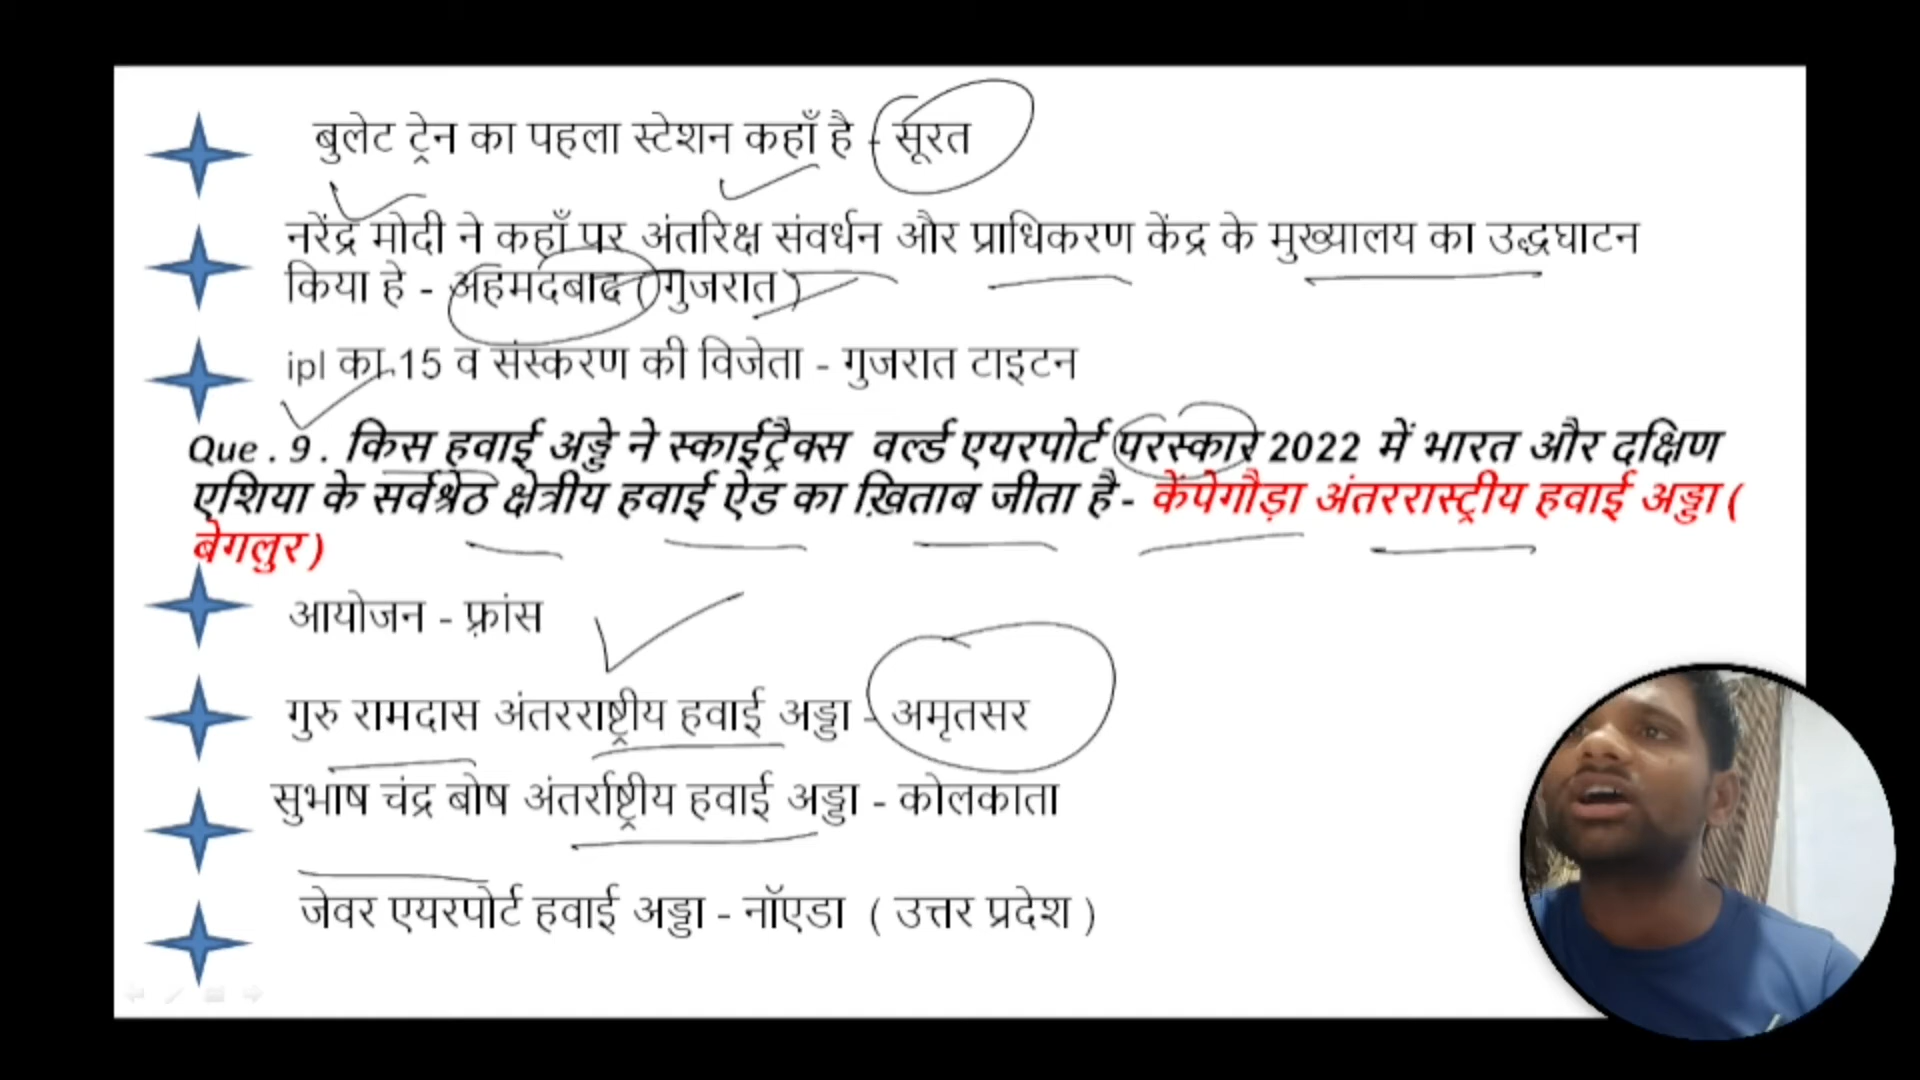 बुलेट ट्रेन का पहला स्टेशन कहाँ है - सूरत
नरेंद्र मोदी ने कहाँ पर अंतरिक्ष संवर्धन और प्राधिकरण केंद्र के मुख्यालय का उद्धघाटन
किया हे - अहमदबाद ( गुजरात )
ipl का 15 व संस्करण की विजेता - गुजरात टाइटन
Que . 9 . किस हवाई अड्डे ने स्काईट्रैक्स वर्ल्ड एयरपोर्ट परस्कार 2022 में भारत और दक्षिण
एशिया के सर्वश्रेठ क्षेत्रीय हवाई ऐड का ख़िताब जीता है- केंपेगौड़ा अंतररास्ट्रीय हवाई अड्डा (
बेगलुर )
आयोजन - फ़्रांस
गुरु रामदास अंतरराष्ट्रीय हवाई अड्डा - अमृतसर
सुभाष चंद्र बोष अंतर्राष्ट्रीय हवाई अड्डा - कोलकाता
जेवर एयरपोर्ट हवाई अड्डा - नॉएडा ( उत्तर प्रदेश )